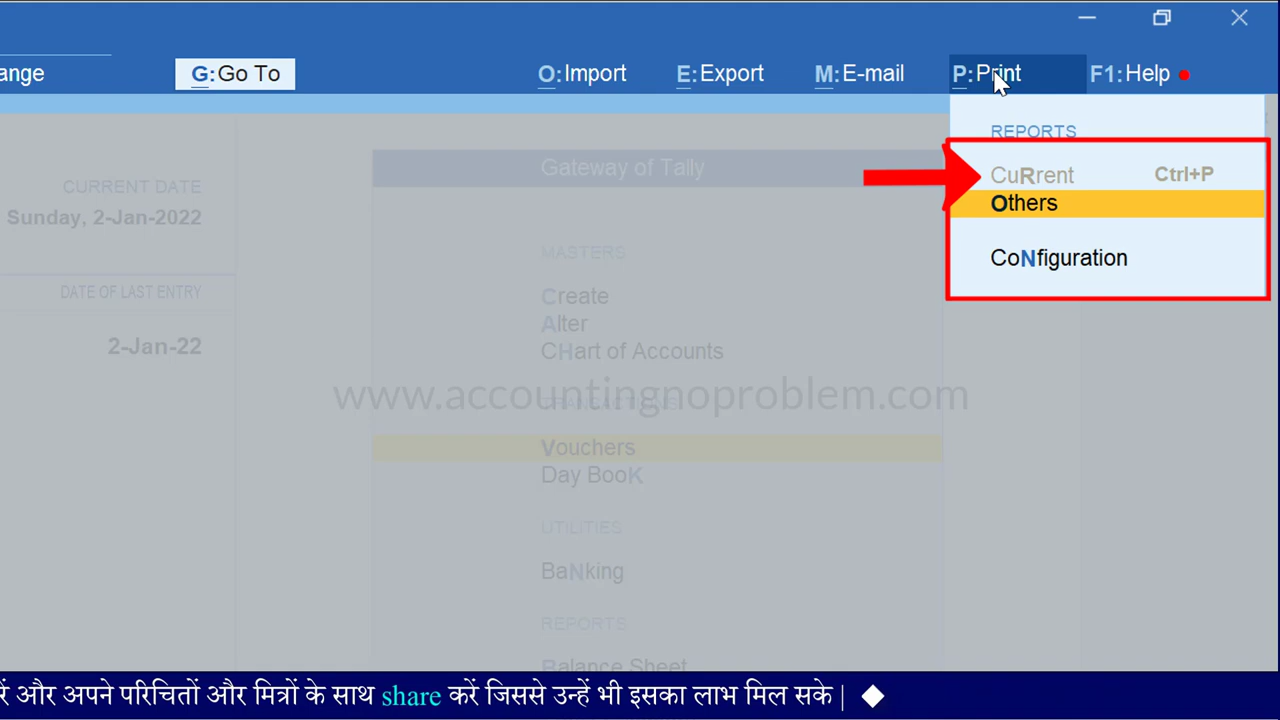 ange
G:Go To
O:Import
E:Export
M:E-mail
P:Print
F1:Help
REPORTS
CuRrent Ctrl+P
Others
CoNfiguration
CURRENT DATE
Sunday, 2-Jan-2022
DATE OF LAST ENTRY
2-Jan-22
Gateway of Tally
MASTERS
Create
Alter
CHart of Accounts
www.accountingnoproblem.com
TRANSACTIONS
Vouchers
Day BooK
UTILITIES
BaNking
REPORTS
Balance Sheet
रें और अपने परिचितों और मित्रों के साथ share करें जिससे उन्हें भी इसका लाभ मिल सके |